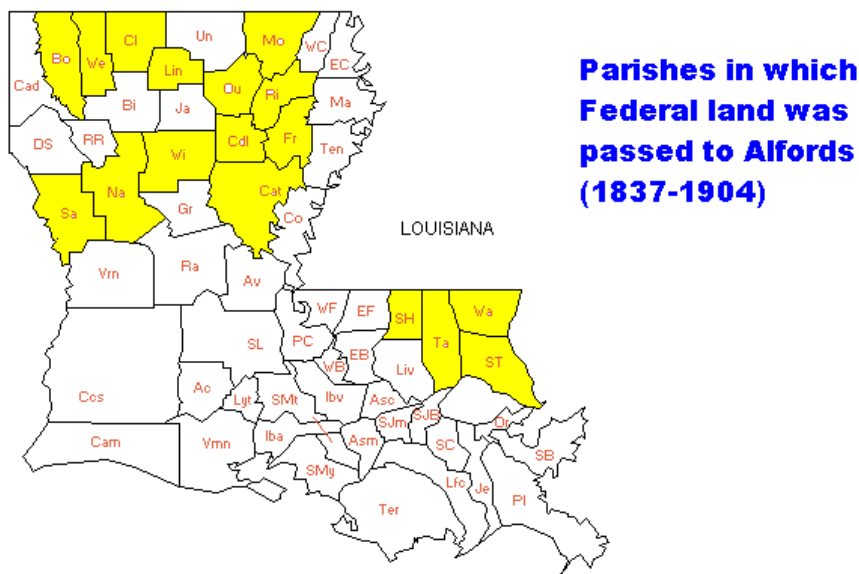 Parishes in which
Federal land was
passed to Alfords
(1837-1904)
LOUISIANA
Bo
We
Cl
Un
Mo
WC
EC
Cad
Lin
Ou
Ri
Bi
Ja
Ma
DS
RR
Cdl
Fr
Ten
Wi
Na
Cat
Sa
Gr
Co
Vrn
Ra
Av
WF
EF
SH
Wa
Ta
SL
PC
EB
WB
Liv
ST
Ccs
Ac
Lyt
SMt
Ibv
Asc
SJm
SJB
Or
Cam
Vmn
Iba
Asm
SC
SB
SMy
Lfc
Je
Pl
Ter